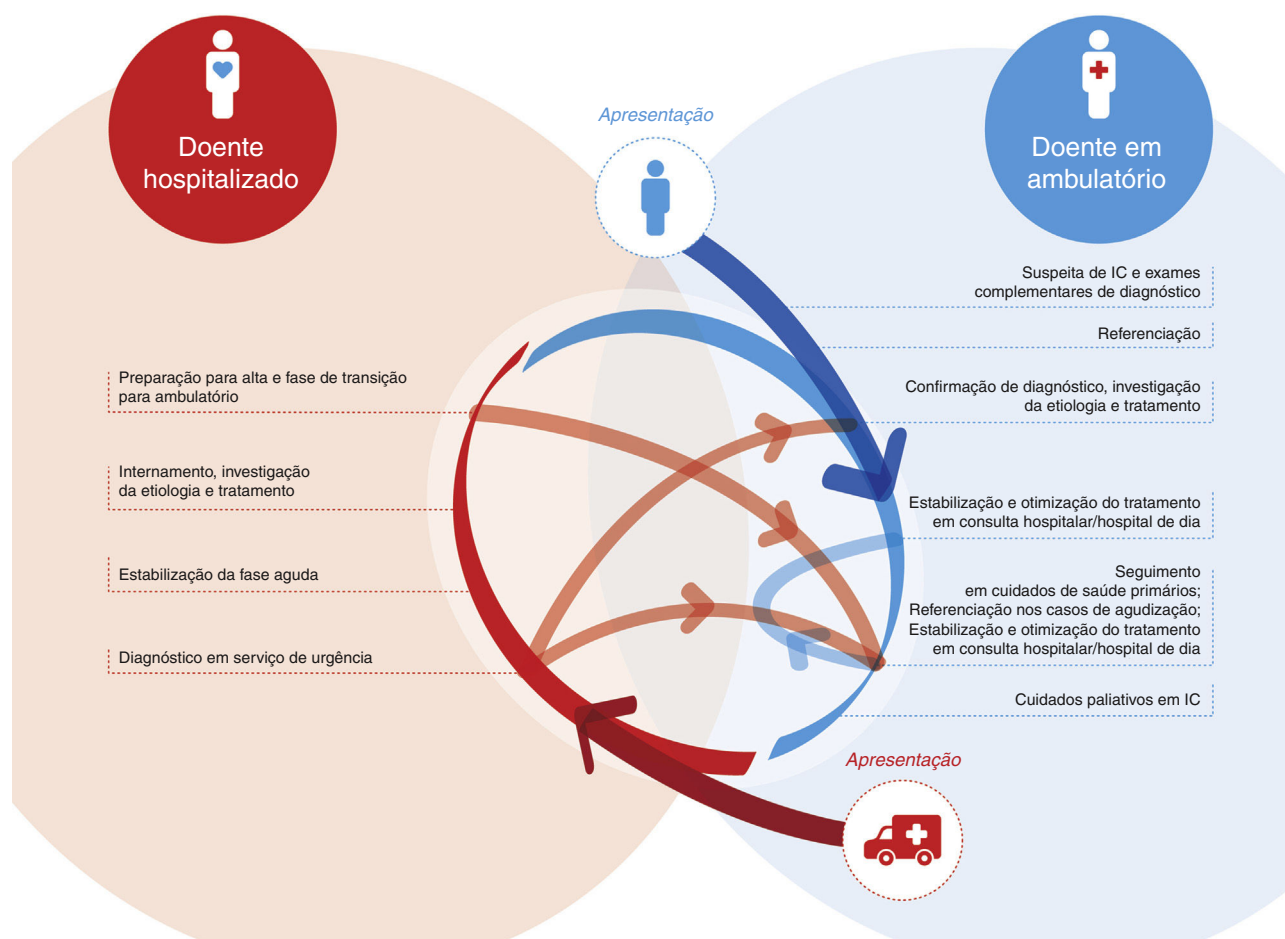 Doente
hospitalizado
Apresentação
Doente em
ambulatório
Suspeita de IC e exames
complementares de diagnóstico
Referenciação
Confirmação de diagnóstico, investigação
da etiologia e tratamento
Estabilização e otimização do tratamento
em consulta hospitalar/hospital de dia
Seguimento
em cuidados de saúde primários;
Referenciação nos casos de agudização;
Estabilização e otimização do tratamento
em consulta hospitalar/hospital de dia
Cuidados paliativos em IC
Preparação para alta e fase de transição
para ambulatório
Internamento, investigação
da etiologia e tratamento
Estabilização da fase aguda
Diagnóstico em serviço de urgência
Apresentação